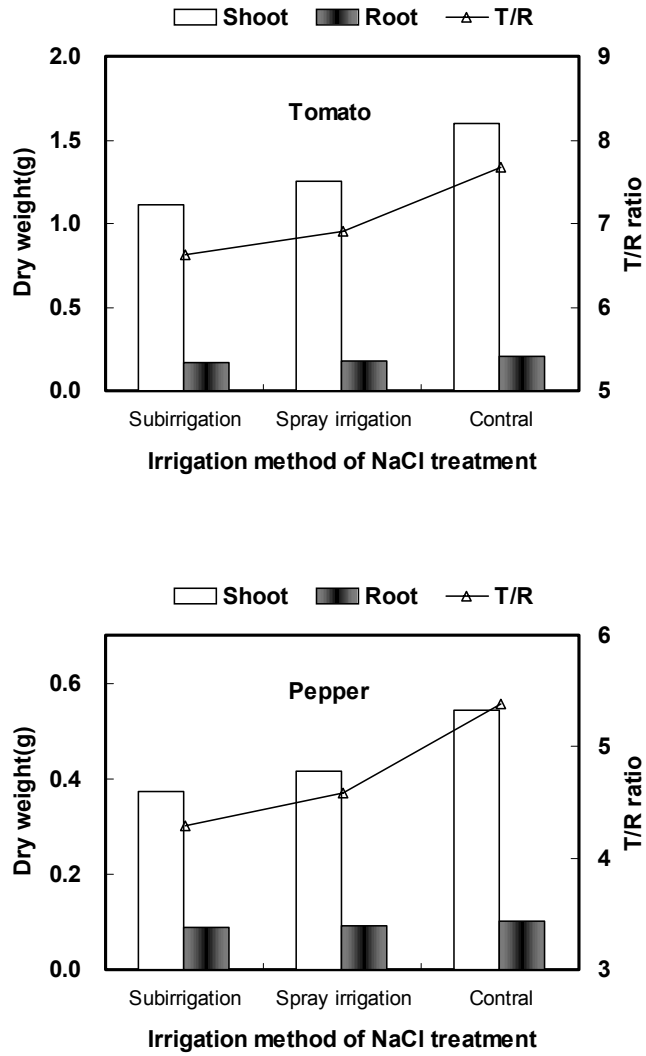 Shoot Root T/R
2.0 9
Tomato
1.5 8
1.0 7
0.5 6
0.0 5
Dry weight(g)
T/R ratio
Subirrigation Spray irrigation Contral
Irrigation method of NaCl treatment
Shoot Root T/R
6
0.6
Pepper
5
0.4
4
0.2
0.0 3
Dry weight(g)
T/R ratio
Subirrigation Spray irrigation Contral
Irrigation method of NaCl treatment